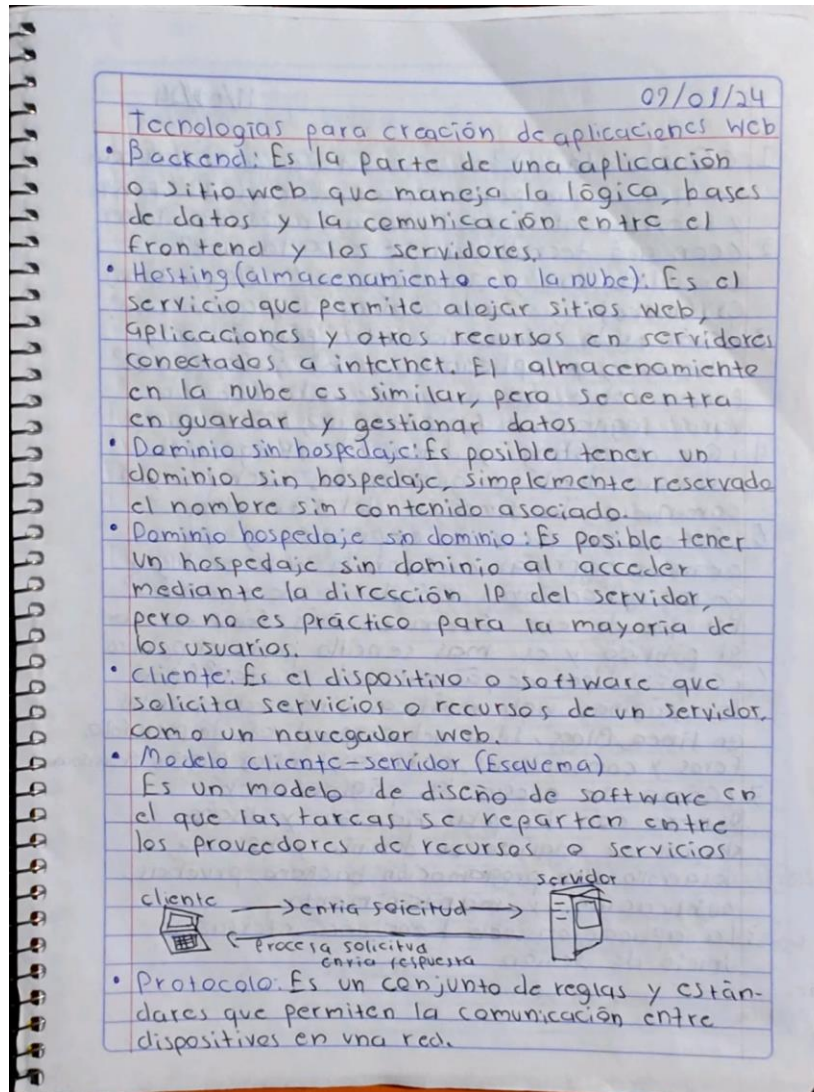 09/01/24
Tecnologías para creación de aplicaciones web
• Backend: Es la parte de una aplicación
o sitio web que maneja la lógica, bases
de datos y la comunicación entre el
frontend y los servidores.
• Hosting (almacenamiento en la nube): Es el
servicio que permite alojar sitios web,
aplicaciones y otros recursos en servidores
conectados a internet. El almacenamiento
en la nube es similar, pero se centra
en guardar y gestionar datos
• Dominio sin hospedaje: Es posible tener un
dominio sin hospedaje, simplemente reservado
el nombre sin contenido asociado.
• Dominio hospedaje sin dominio: Es posible tener
un hospedaje sin dominio al acceder
mediante la dirección IP del servidor,
pero no es práctico para la mayoria de
los usuarios.
• Cliente: Es el dispositivo o software que
solicita servicios o recursos de un servidor,
como un navegador web.
• Modelo cliente-servidor (Esquema)
Es un modelo de diseño de software en
el que las tareas se reparten entre
los proveedores de recursos o servicios
servidor
cliente
envia soicitud
procesa solicitud
envia respuesta
• Protocolo: Es un conjunto de reglas y están-
dares que permiten la comunicación entre
dispositivos en una red.